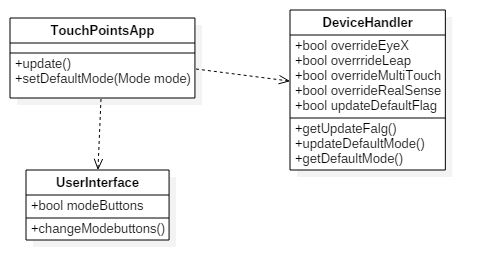 TouchPointsApp
+update()
+setDefaultMode(Mode mode)
DeviceHandler
+bool overrideEyeX
+bool overrrideLeap
+bool overrideMultiTouch
+bool overrideRealSense
+bool updateDefaultFlag
+getUpdateFalg()
+updateDefaultMode()
+getDefaultMode()
UserInterface
+bool modeButtons
+changeModebuttons()